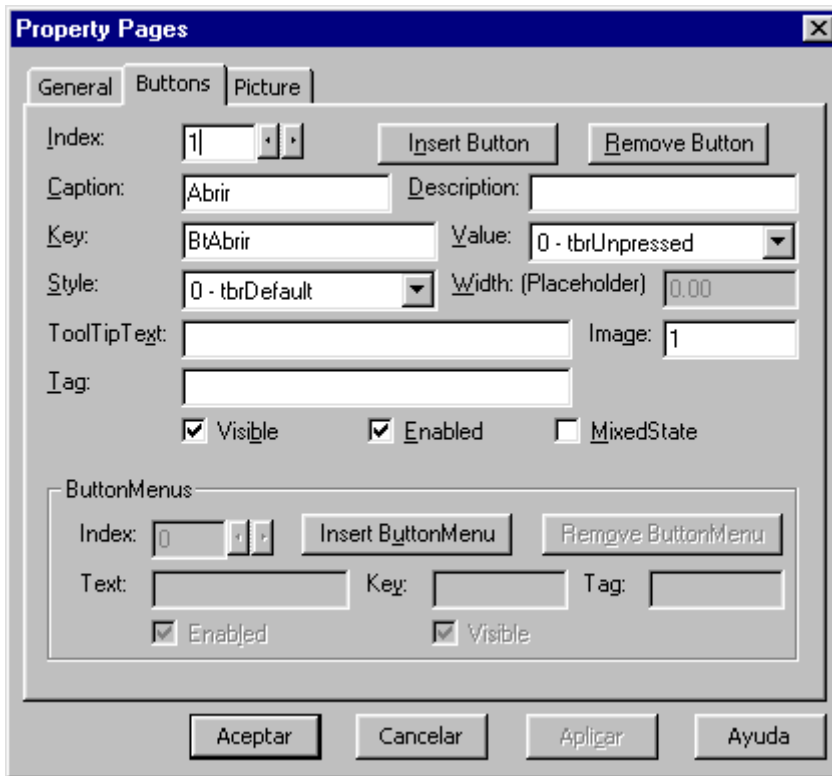 Property Pages
General Buttons Picture
Index: 1 Insert Button Remove Button
Caption: Abrir Description:
Key: BtAbrir Value: 0 - tbrUnpressed
Style: 0 - tbrDefault Width: (Placeholder) 0.00
ToolTipText: Image: 1
Tag:
Visible Enabled MixedState
ButtonMenus
Index: 0 Insert ButtonMenu Remove ButtonMenu
Text: Key: Tag:
Enabled Visible
Aceptar Cancelar Aplicar Ayuda